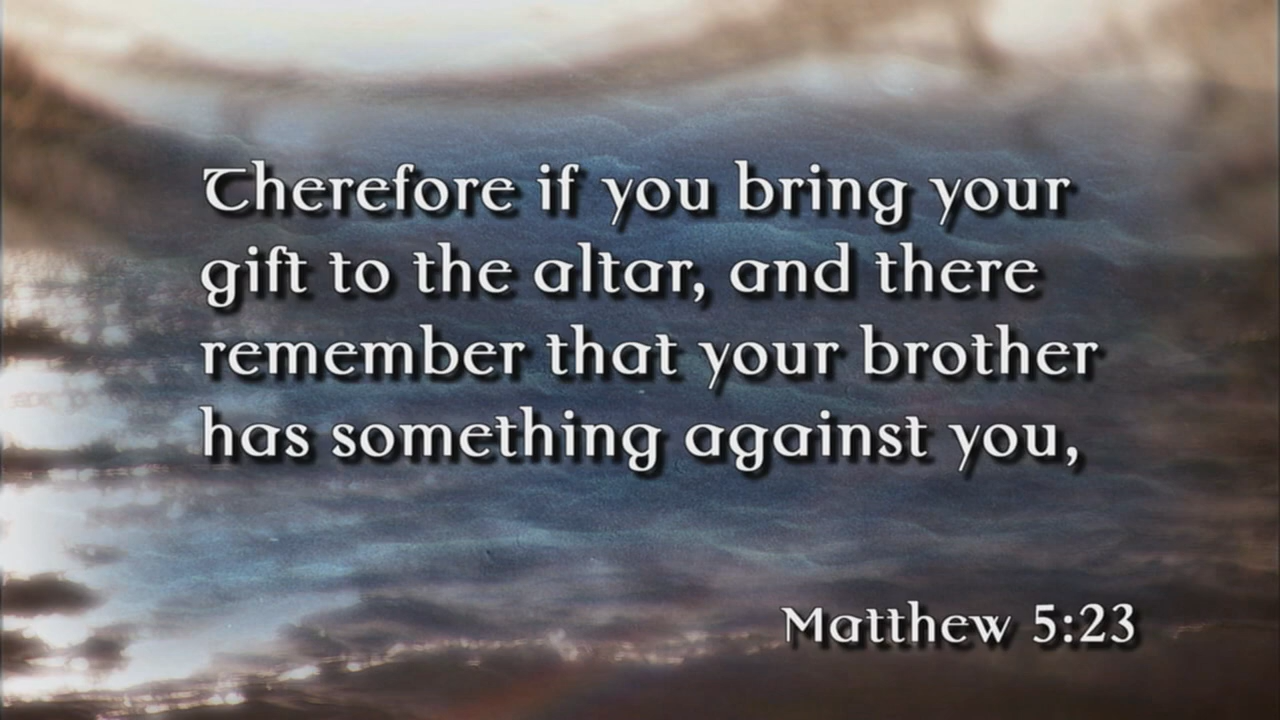 Therefore if you bring your
gift to the altar, and there
remember that your brother
has something against you,
Matthew 5:23